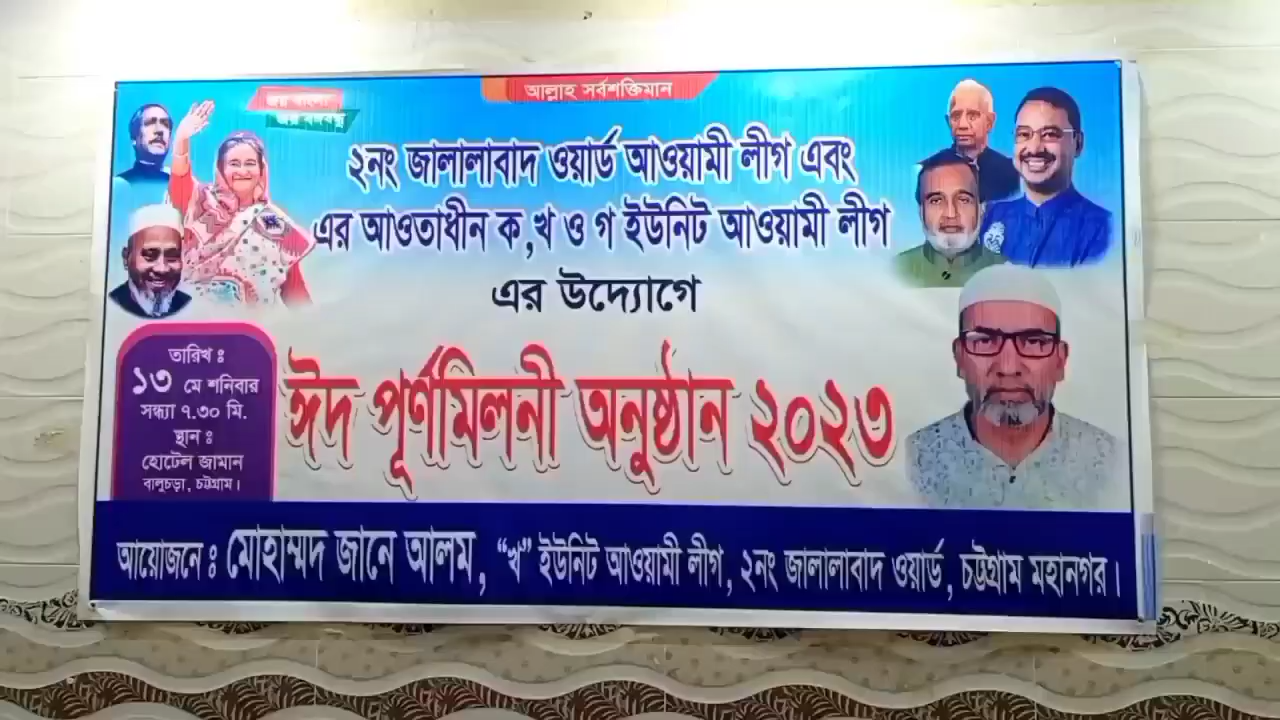 আল্লাহ সর্বশক্তিমান
জয় বাংলা
জয় বঙ্গবন্ধু
২নং জালালাবাদ ওয়ার্ড আওয়ামী লীগ এবং
এর আওতাধীন ক,খ ও গ ইউনিট আওয়ামী লীগ
এর উদ্যোগে
ঈদ পূর্ণমিলনী অনুষ্ঠান ২০২৩
তারিখ ঃ
১৩ মে শনিবার
সন্ধ্যা ৭.৩০ মি.
স্থান ঃ
হোটেল জামান
বালুচড়া, চট্টগ্রাম।
আয়োজনে ঃ মোহাম্মদ জানে আলম, “খ” ইউনিট আওয়ামী লীগ, ২নং জালালাবাদ ওয়ার্ড, চট্টগ্রাম মহানগর।